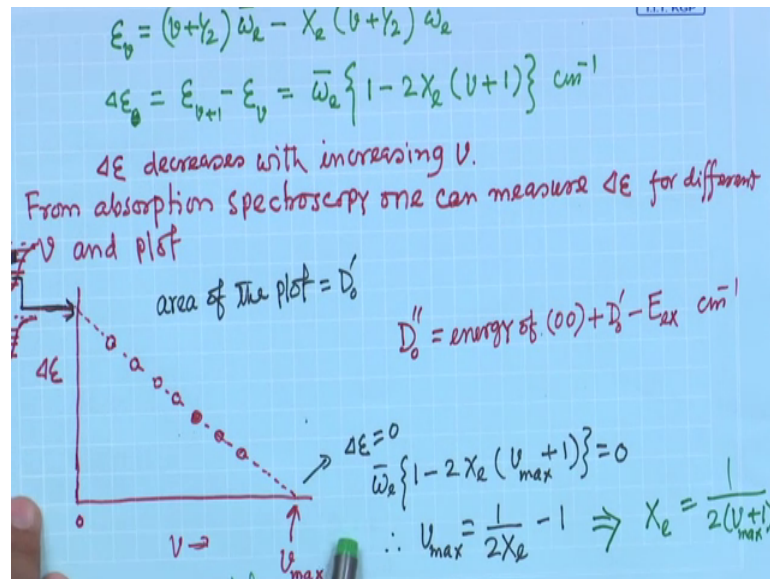 I.I.T. KGP
ε_v = (v+1/2) ω̄_e - x_e (v+1/2) ω_e
Δε_v = ε_{v+1} - ε_v = ω̄_e {1 - 2x_e (v+1)} cm⁻¹
Δε decreases with increasing v.
From absorption spectroscopy one can measure Δε for different
v and plot
area of the plot = D₀'
D₀'' = energy of (00) + D₀' - E_ex cm⁻¹
Δε
Δε = 0
ω̄_e {1 - 2x_e (v_max + 1)} = 0
∴ v_max = 1/2x_e - 1 ⇒ x_e = 1/2(v_max+1)
0
v →
v_max